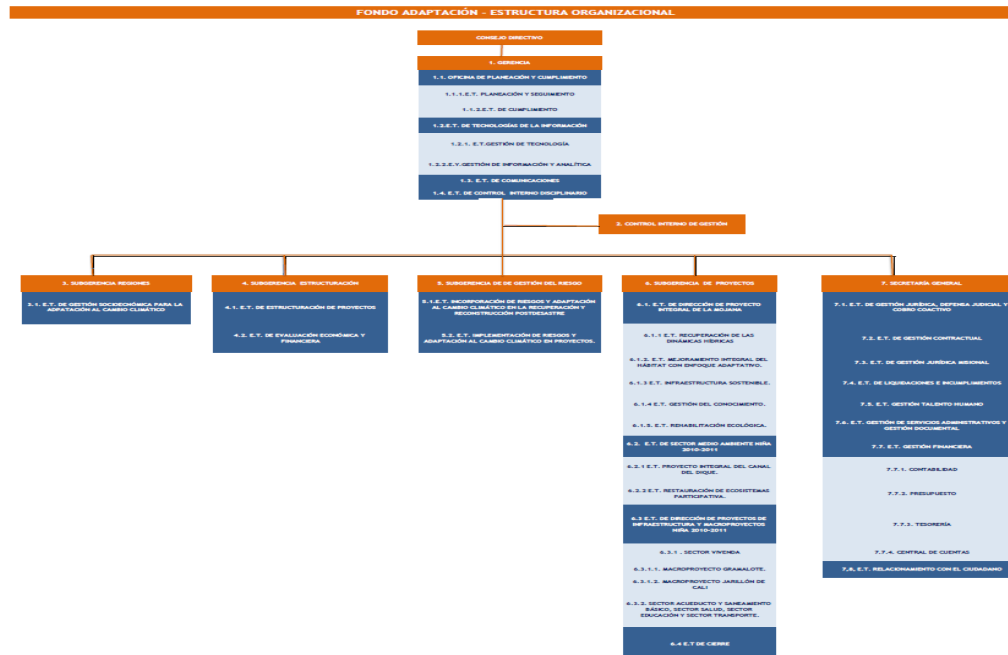 FONDO ADAPTACIÓN - ESTRUCTURA ORGANIZACIONAL
CONSEJO DIRECTIVO
1. GERENCIA
1.1. OFICINA DE PLANEACIÓN Y CUMPLIMIENTO
1.1.1.E.T. PLANEACIÓN Y SEGUIMIENTO
1.1.2.E.T. DE CUMPLIMIENTO
1.2.E.T. DE TECNOLOGÍAS DE LA INFORMACIÓN
1.2.1. E.T.GESTIÓN DE TECNOLOGÍA
1.2.2.E.Y.GESTIÓN DE INFORMACIÓN Y ANALÍTICA
1.3. E.T. DE COMUNICACIONES
1.4. E.T. DE CONTROL INTERNO DISCIPLINARIO
2. CONTROL INTERNO DE GESTIÓN
3. SUBGERENCIA REGIONES
3.1. E.T. DE GESTIÓN SOCIOECONÓMICA PARA LA
ADPATACIÓN AL CAMBIO CLIMÁTICO
4. SUBGERENCIA ESTRUCTURACIÓN
4.1. E.T. DE ESTRUCTURACIÓN DE PROYECTOS
4.2. E.T. DE EVALUACIÓN ECONÓMICA Y
FINANCIERA
5. SUBGERENCIA DE DE GESTIÓN DEL RIESGO
5.1.E.T. INCORPORACIÓN DE RIESGOS Y ADAPTACIÓN
AL CAMBIO CLIMÁTICO EN LA RECUPERACIÓN Y
RECONSTRUCCIÓN POSTDESASTRE
5.2. E.T. IMPLEMENTACIÓN DE RIESGOS Y
ADAPTACIÓN AL CAMBIO CLIMÁTICO EN PROYECTOS.
6. SUBGERENCIA DE PROYECTOS
6.1. E.T. DE DIRECCIÓN DE PROYECTO
INTEGRAL DE LA MOJANA
6.1.1 E.T. RECUPERACIÓN DE LAS
DINÁMICAS HÍDRICAS
6.1.2. E.T. MEJORAMIENTO INTEGRAL DEL
HÁBITAT CON ENFOQUE ADAPTATIVO.
6.1.3 E.T. INFRAESTRUCTURA SOSTENIBLE.
6.1.4 E.T. GESTIÓN DEL CONOCIMIENTO.
6.1.5. E.T. REHABILITACIÓN ECOLÓGICA.
6.2. E.T. DE SECTOR MEDIO AMBIENTE NIÑA
2010-2011
6.2.1 E.T. PROYECTO INTEGRAL DEL CANAL
DEL DIQUE.
6.2.2 E.T. RESTAURACIÓN DE ECOSISTEMAS
PARTICIPATIVA.
6.3 E.T. DE DIRECCIÓN DE PROYECTOS DE
INFRAESTRUCTURA Y MACROPROYECTOS
NIÑA 2010-2011
6.3.1 . SECTOR VIVENDA
6.3.1.1. MACROPROYECTO GRAMALOTE.
6.3.1.2. MACROPROYECTO JARILLÓN DE
CALI
6.3.2. SECTOR ACUEDUCTO Y SANEAMIENTO
BÁSICO, SECTOR SALUD, SECTOR
EDUCACIÓN Y SECTOR TRANSPORTE.
6.4 E.T DE CIERRE
7. SECRETARÍA GENERAL
7.1. E.T. DE GESTIÓN JURÍDICA, DEFENSA JUDICIAL Y
COBRO COACTIVO
7.2. E.T. DE GESTIÓN CONTRACTUAL
7.3. E.T. DE GESTIÓN JURÍDICA MISIONAL
7.4. E.T. DE LIQUIDACIONES E INCUMPLIMIENTOS
7.5. E.T. GESTIÓN TALENTO HUMANO
7.6. E.T. GESTIÓN DE SERVICIOS ADMINISTRATIVOS Y
GESTIÓN DOCUMENTAL
7.7. E.T. GESTIÓN FINANCIERA
7.7.1. CONTABILIDAD
7.7.2. PRESUPUESTO
7.7.3. TESORERÍA
7.7.4. CENTRAL DE CUENTAS
7,8, E.T. RELACIONAMIENTO CON EL CIUDADANO